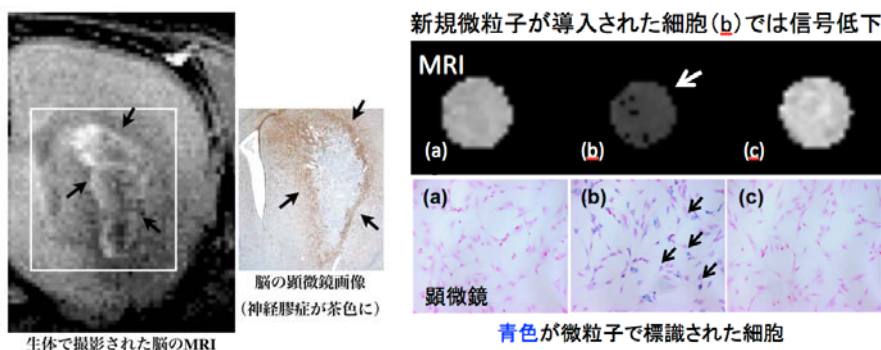 新規微粒子が導入された細胞(b)では信号低下
MRI
(a)
(b)
(c)
(a)
(b)
(c)
顕微鏡
青色が微粒子で標識された細胞
脳の顕微鏡画像
(神経膠症が茶色に)
生体で撮影された脳のMRI